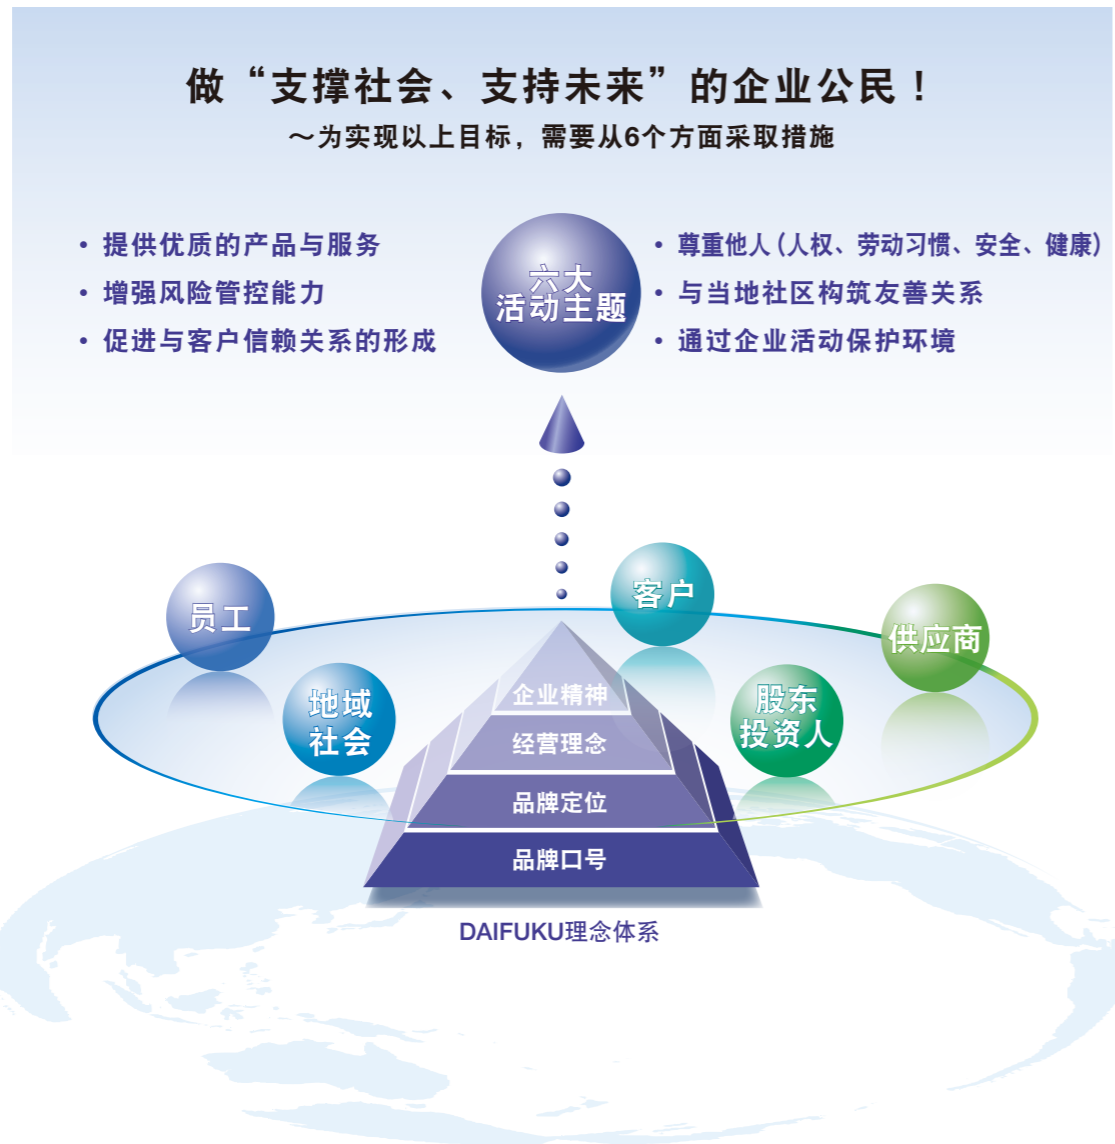 做“支撑社会、支持未来”的企业公民！
～为实现以上目标，需要从6个方面采取措施
• 提供优质的产品与服务
• 增强风险管控能力
• 促进与客户信赖关系的形成
六大
活动主题
• 尊重他人（人权、劳动习惯、安全、健康）
• 与当地社区构筑友善关系
• 通过企业活动保护环境
员工
客户
供应商
地域
社会
股东
投资人
企业精神
经营理念
品牌定位
品牌口号
DAIFUKU理念体系